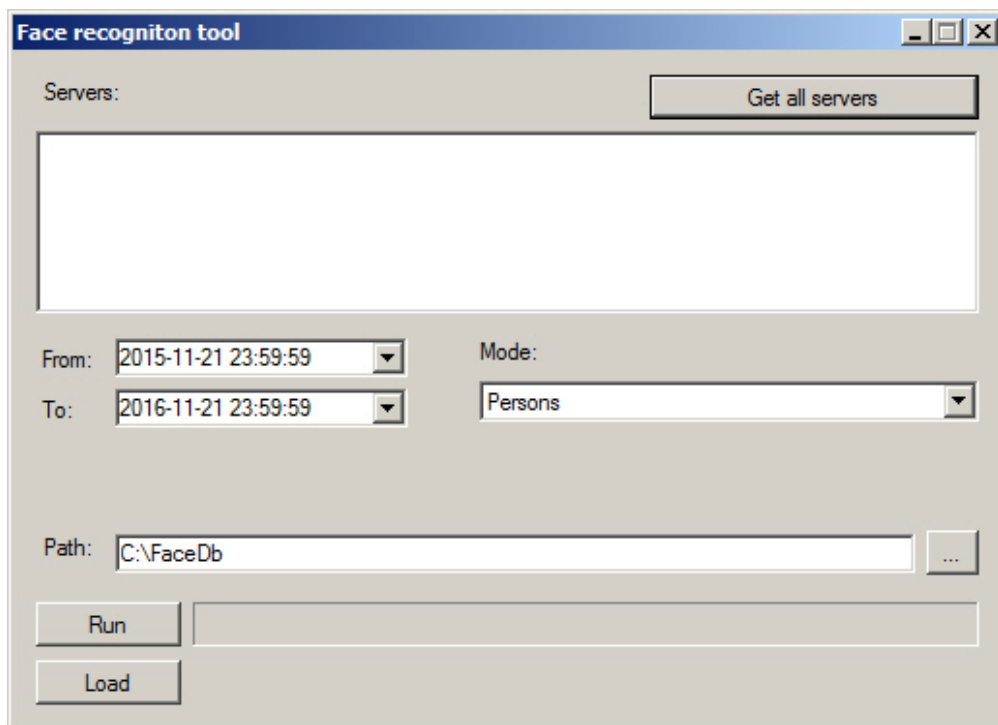 Face recogniton tool
Servers:
Get all servers
From:
2015-11-21 23:59:59
Mode:
To:
2016-11-21 23:59:59
Persons
Path:
C:\FaceDb
...
Run
Load